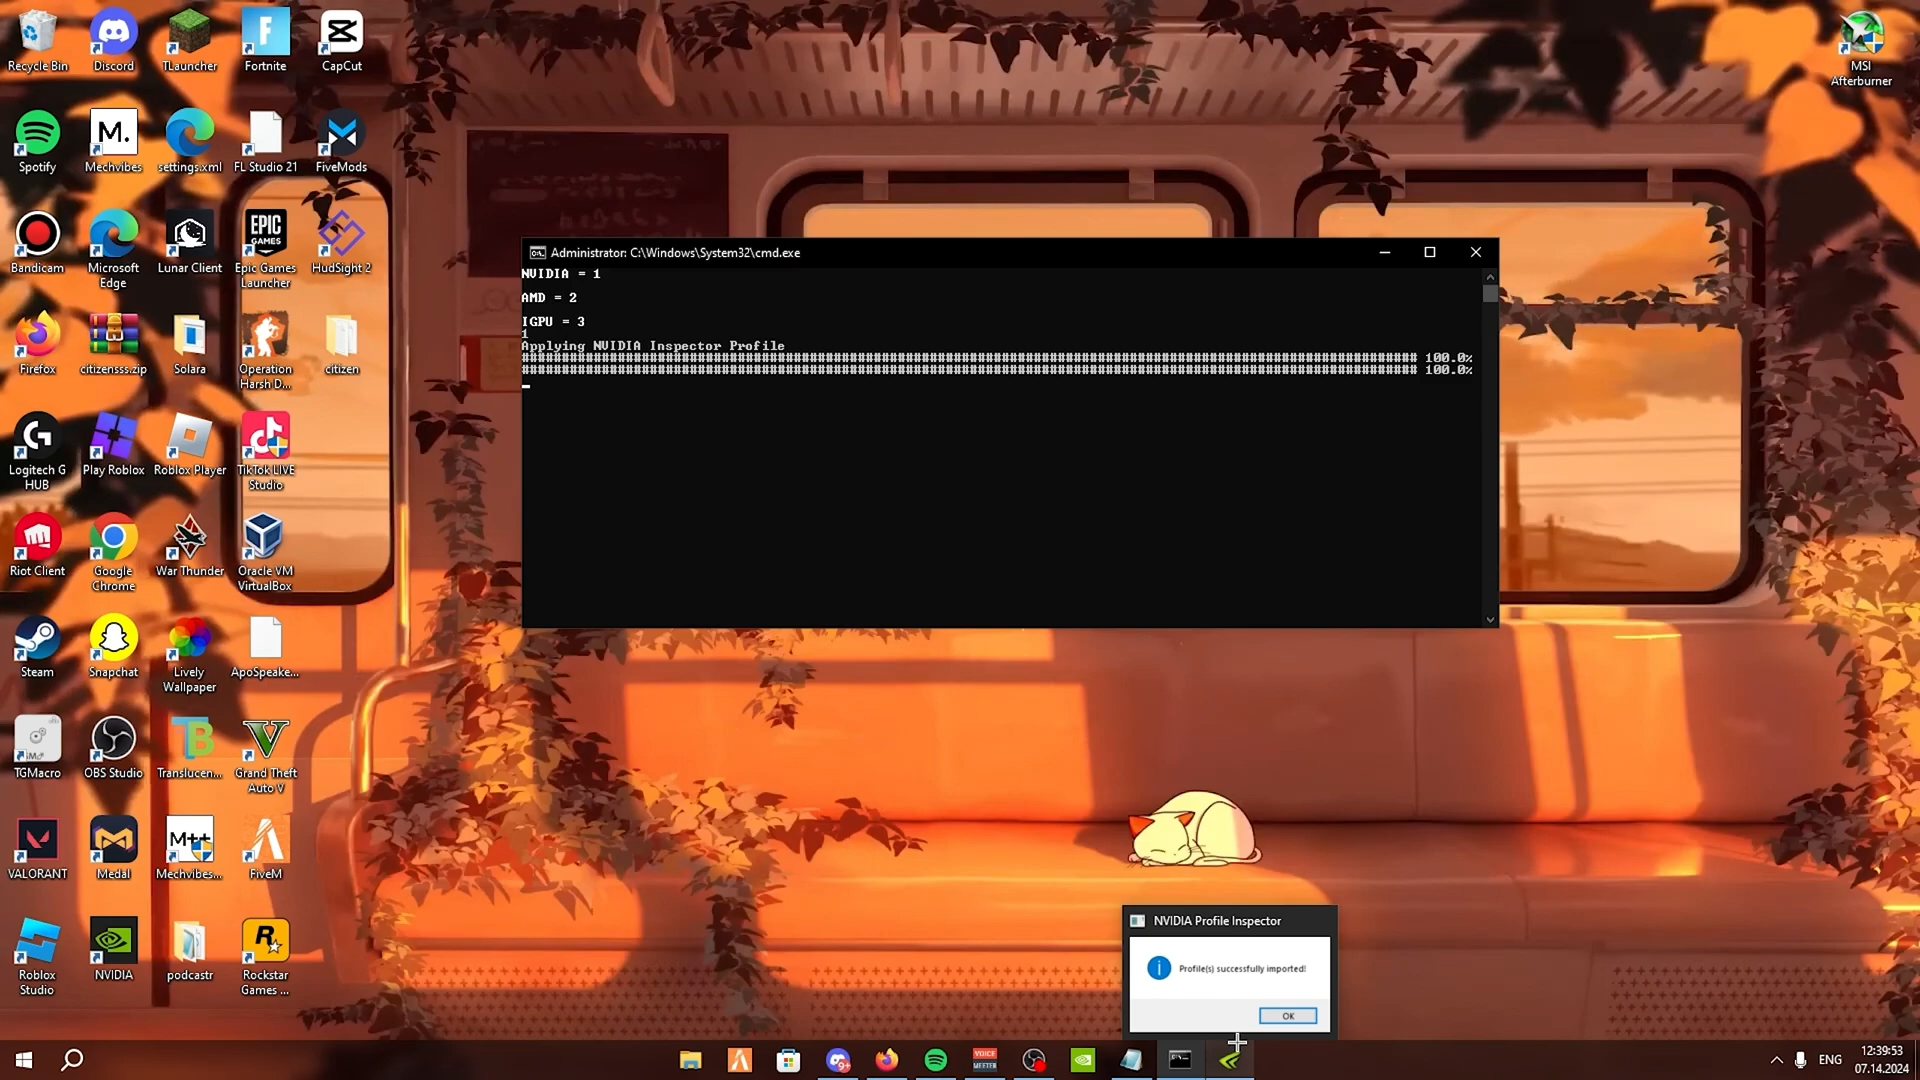 Recycle Bin
Discord
TLauncher
Fortnite
CapCut
MSI
Afterburner
Spotify
M.
Mechvibes
settings.xml
FL Studio 21
FiveMods
Bandicam
Microsoft
Edge
Lunar Client
EPIC
GAMES
Epic Games
Launcher
HudSight 2
Firefox
citizensss.zip
Solara
Operation
Harsh D...
citizen
Logitech G
HUB
Play Roblox
Roblox Player
TikTok LIVE
Studio
Riot Client
Google
Chrome
War Thunder
Oracle VM
VirtualBox
Steam
Snapchat
Lively
Wallpaper
ApoSpeake...
TGMacro
OBS Studio
Translucen...
Grand Theft
Auto V
VALORANT
Medal
M++
Mechvibes...
FiveM
Roblox
Studio
NVIDIA
podcastr
Rockstar
Games ...
Administrator: C:\Windows\System32\cmd.exe
NVIDIA = 1
AMD = 2
IGPU = 3
1
Applying NVIDIA Inspector Profile
100.0%
100.0%
NVIDIA Profile Inspector
Profile(s) successfully imported!
OK
9+
VOICE
MEETER
ENG
12:39:53
07.14.2024